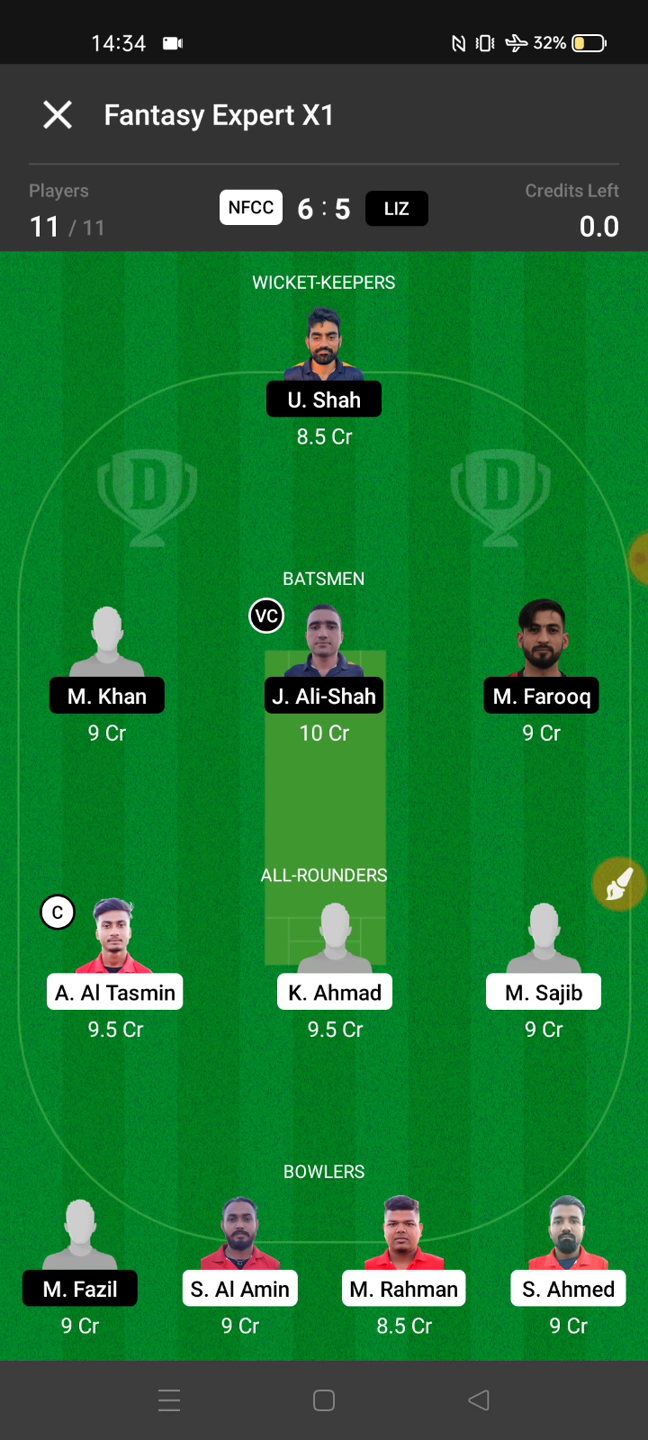 14:34
32%
Fantasy Expert X1
Players
11 / 11
NFCC 6 : 5 LIZ
Credits Left
0.0
WICKET-KEEPERS
U. Shah
8.5 Cr
D D
BATSMEN
VC
M. Khan J. Ali-Shah M. Farooq
9 Cr 10 Cr 9 Cr
ALL-ROUNDERS
C
A. Al Tasmin K. Ahmad M. Sajib
9.5 Cr 9.5 Cr 9 Cr
BOWLERS
M. Fazil S. Al Amin M. Rahman S. Ahmed
9 Cr 9 Cr 8.5 Cr 9 Cr